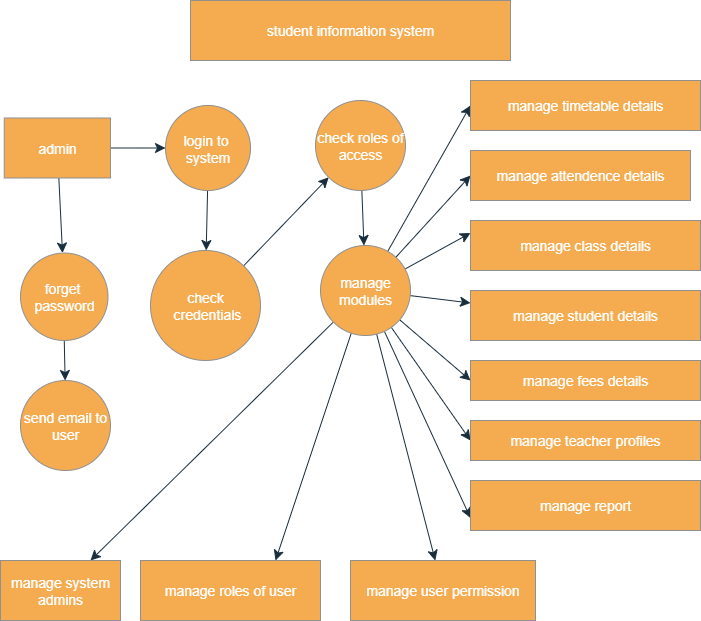 student information system
admin
login to
system
check roles of
access
manage timetable details
manage attendence details
manage class details
manage student details
manage fees details
manage teacher profiles
manage report
forget
password
check
credentials
manage
modules
send email to
user
manage system
admins
manage roles of user
manage user permission